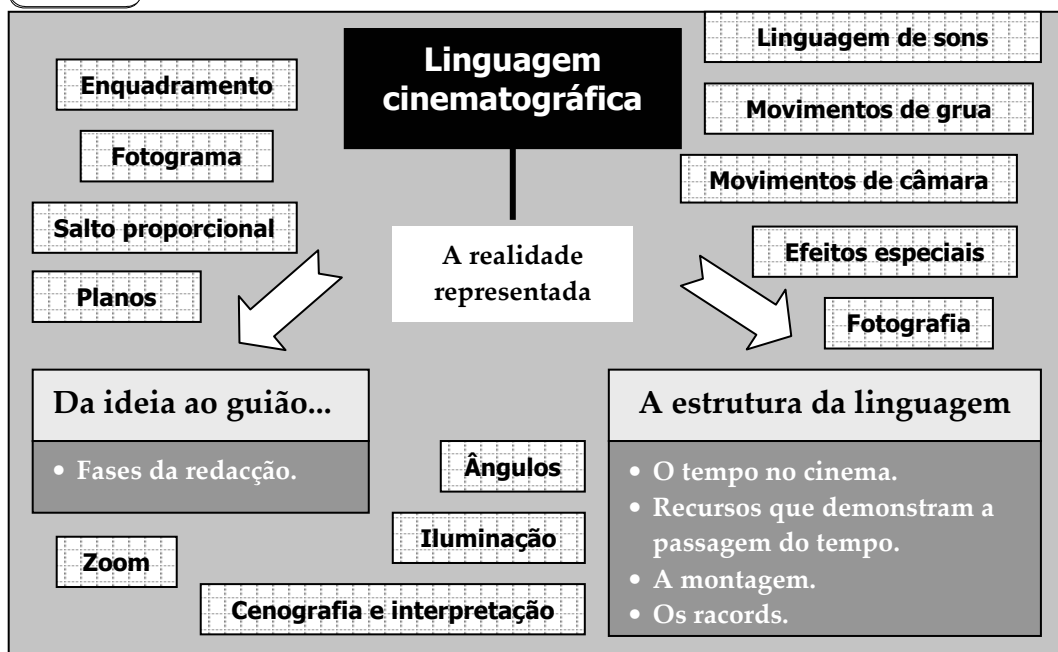 Linguagem
cinematográfica
Linguagem de sons
Enquadramento
Movimentos de grua
Fotograma
Movimentos de câmara
Salto proporcional
A realidade
representada
Efeitos especiais
Planos
Fotografia
Da ideia ao guião...
• Fases da redacção.
A estrutura da linguagem
• O tempo no cinema.
• Recursos que demonstram a
passagem do tempo.
• A montagem.
• Os racords.
Ângulos
Iluminação
Zoom
Cenografia e interpretação